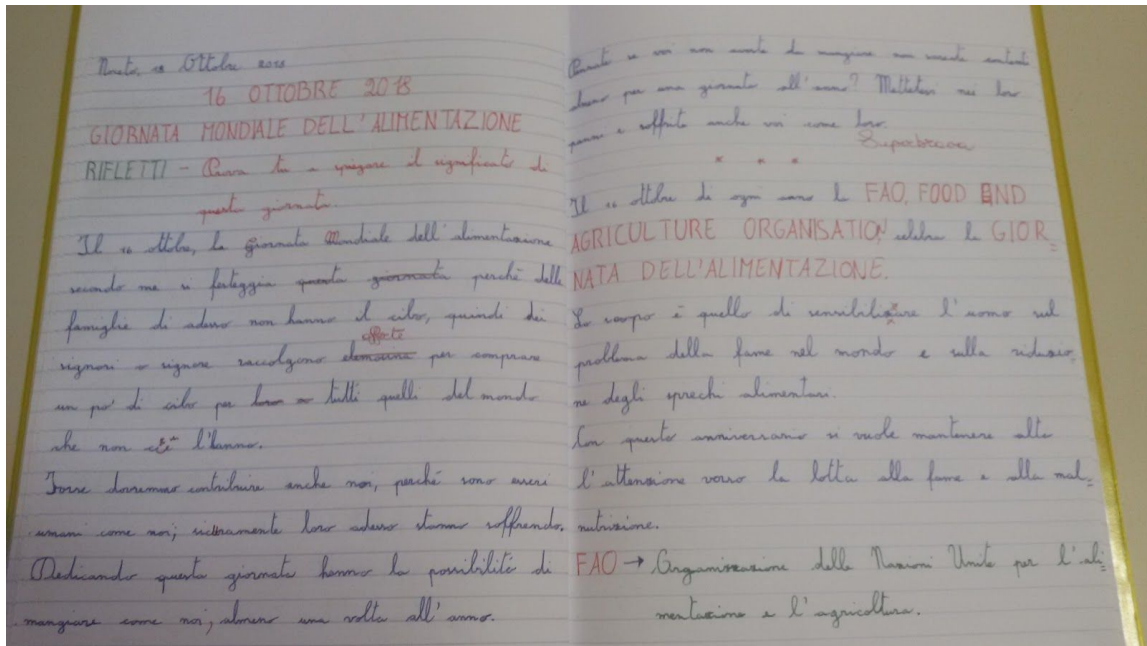 16 Ottobre 2018
16 OTTOBRE 2018
GIORNATA MONDIALE DELL'ALIMENTAZIONE
RIFLETTI - Prova tu a spiegare il significato di
questa giornata.
Il 16 ottobre, la Giornata Mondiale dell'alimentazione
secondo me si festeggia questa giornata perché delle
famiglie di adesso non hanno il cibo, quindi dei
signori o signore raccolgono offerte per comprare
un po' di cibo per tutti quelli del mondo
che non l'hanno.
Forse dovremmo contribuire anche noi, perché sono esseri
umani come noi; sicuramente loro adesso stanno soffrendo.
Dedicando questa giornata hanno la possibilità di
mangiare come noi, almeno una volta all'anno.
Pensate se voi non avete da mangiare non vorreste
almeno per una giornata all'anno? Mettetevi nei loro
panni e soffrite anche voi come loro.
Superbravo
* * *
Il 16 ottobre di ogni anno la FAO, FOOD AND
AGRICULTURE ORGANISATION celebra la GIOR=
NATA DELL'ALIMENTAZIONE.
Lo scopo è quello di sensibilizzare l'uomo sul
problema della fame nel mondo e sulla riduzio=
ne degli sprechi alimentari.
Con questo anniversario si vuole mantenere alta
l'attenzione verso la lotta alla fame e alla mal=
nutrizione.
FAO → Organizzazione delle Nazioni Unite per l'ali=
mentazione e l'agricoltura.